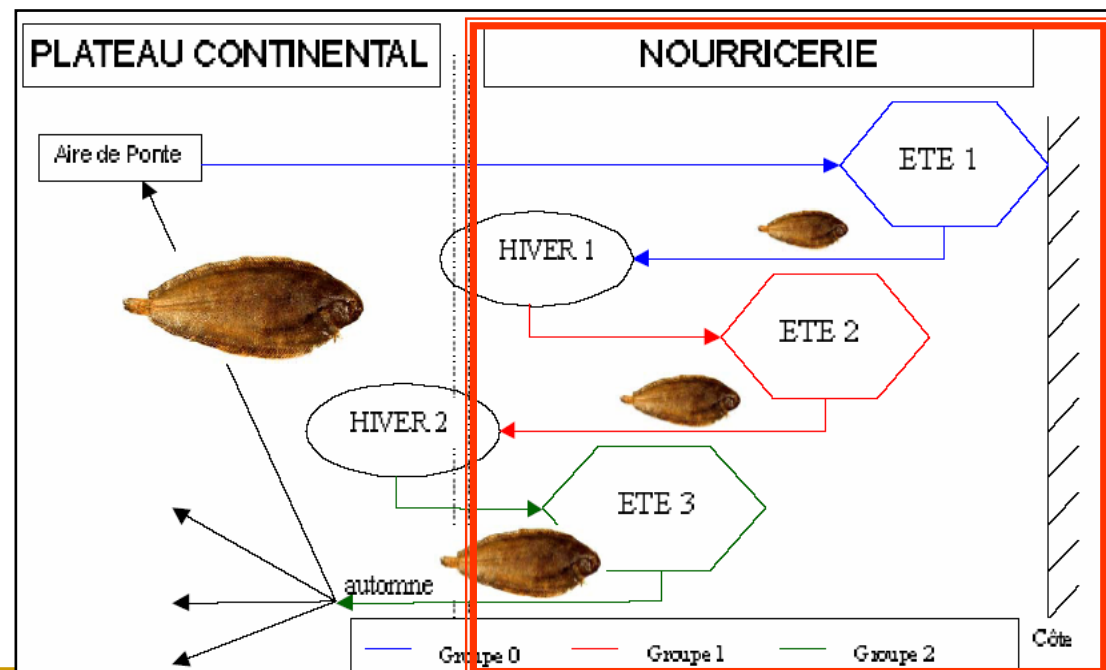 PLATEAU CONTINENTAL
NOURRICERIE
Aire de Ponte
ETE 1
HIVER 1
ETE 2
HIVER 2
ETE 3
automne
Côte
Groupe 0
Groupe 1
Groupe 2